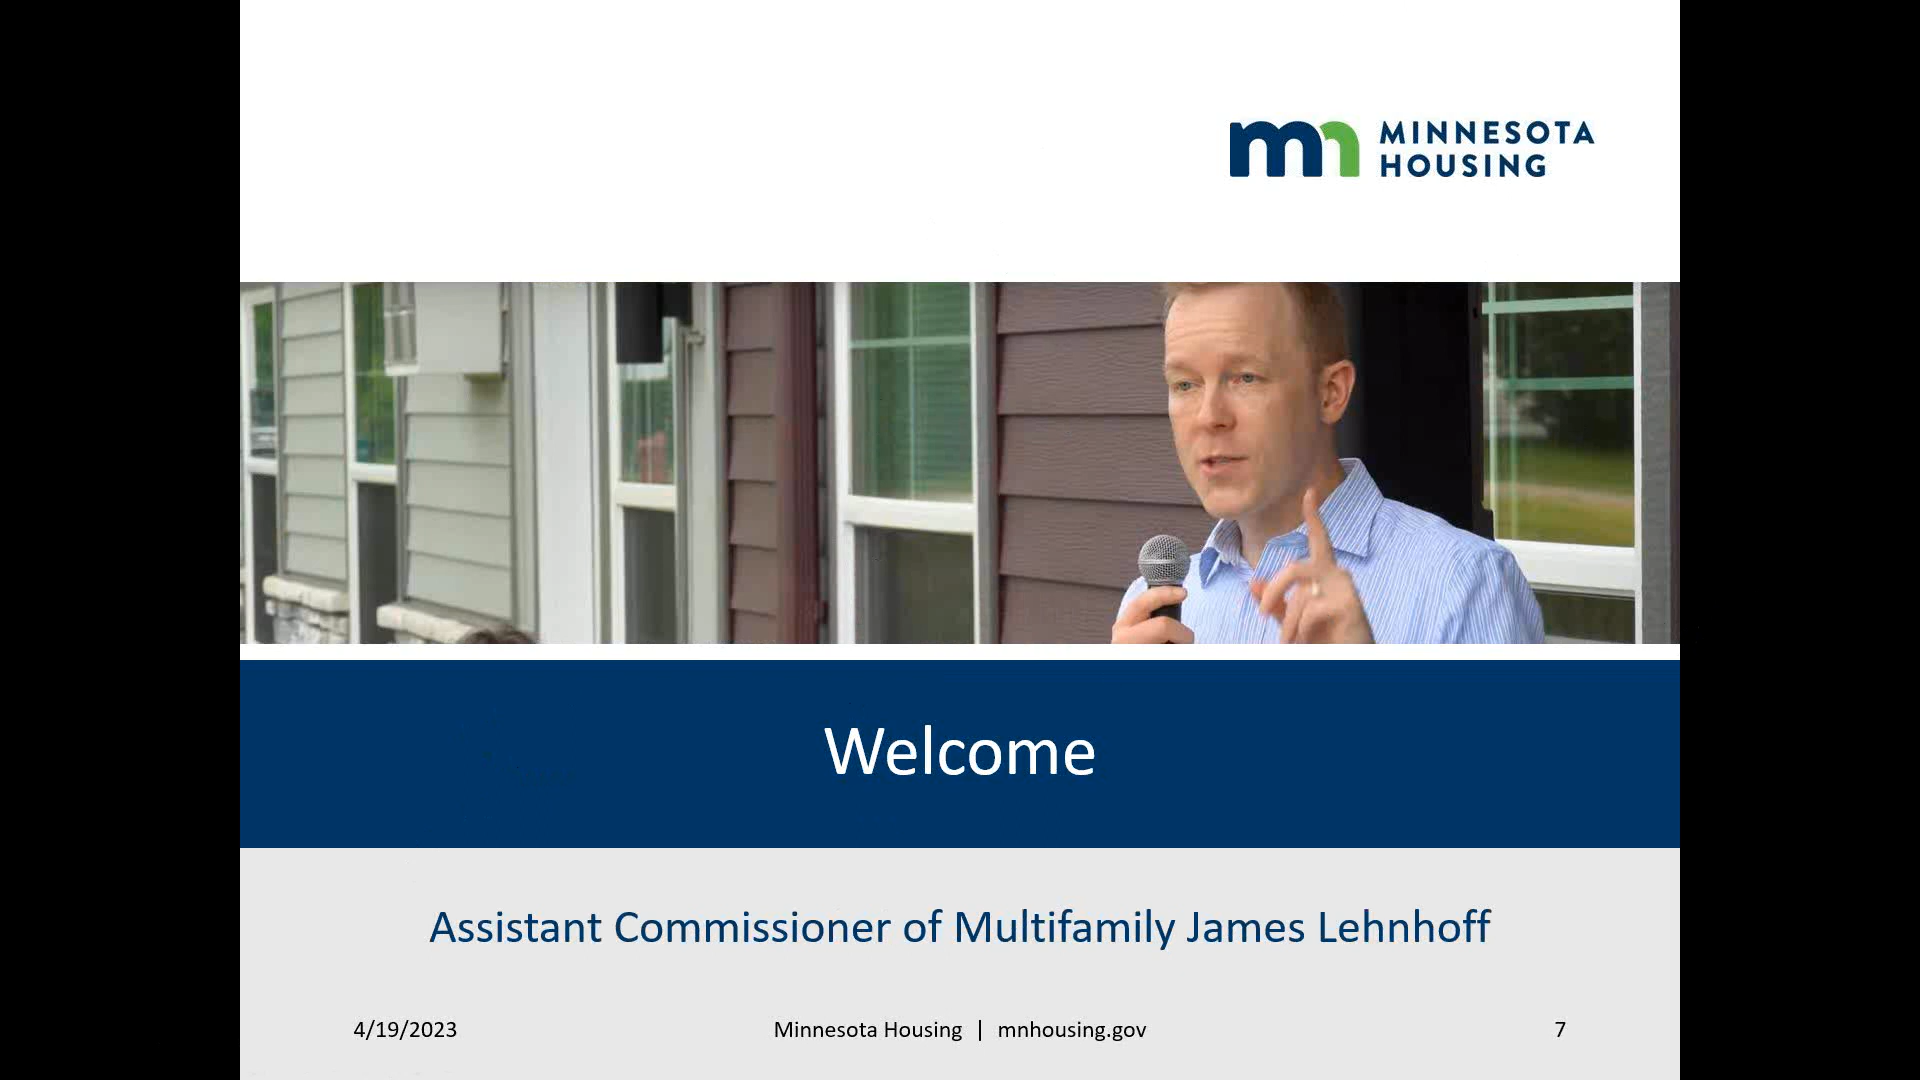 MINNESOTA
HOUSING
Welcome
Assistant Commissioner of Multifamily James Lehnhoff
4/19/2023
Minnesota Housing | mnhousing.gov
7